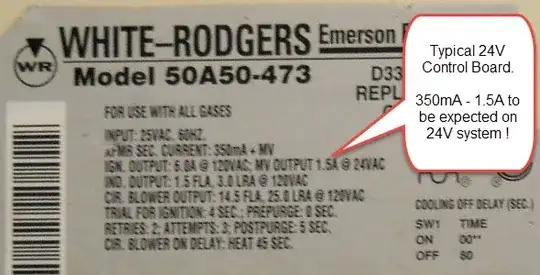 WHITE–RODGERS Emerson
WR
Model 50A50-473
D33
REPL
FOR USE WITH ALL GASES
INPUT: 25VAC, 60HZ.
XFMR SEC. CURRENT: 350mA + MV
IGN. OUTPUT: 6.0A @ 120VAC; MV OUTPUT 1.5A @ 24VAC
IND. OUTPUT: 1.5 FLA, 3.0 LRA @ 120VAC
CIR. BLOWER OUTPUT: 14.5 FLA, 25.0 LRA @ 120VAC
TRIAL FOR IGNITION: 4 SEC.; PREPURGE: 0 SEC.
RETRIES: 2; ATTEMPTS: 3; POSTPURGE: 5 SEC.
CIR. BLOWER ON DELAY: HEAT 45 SEC.
Typical 24V
Control Board.
350mA - 1.5A to
be expected on
24V system !
COOLING OFF DELAY (SEC.)
SW1 TIME
ON 00**
OFF 60